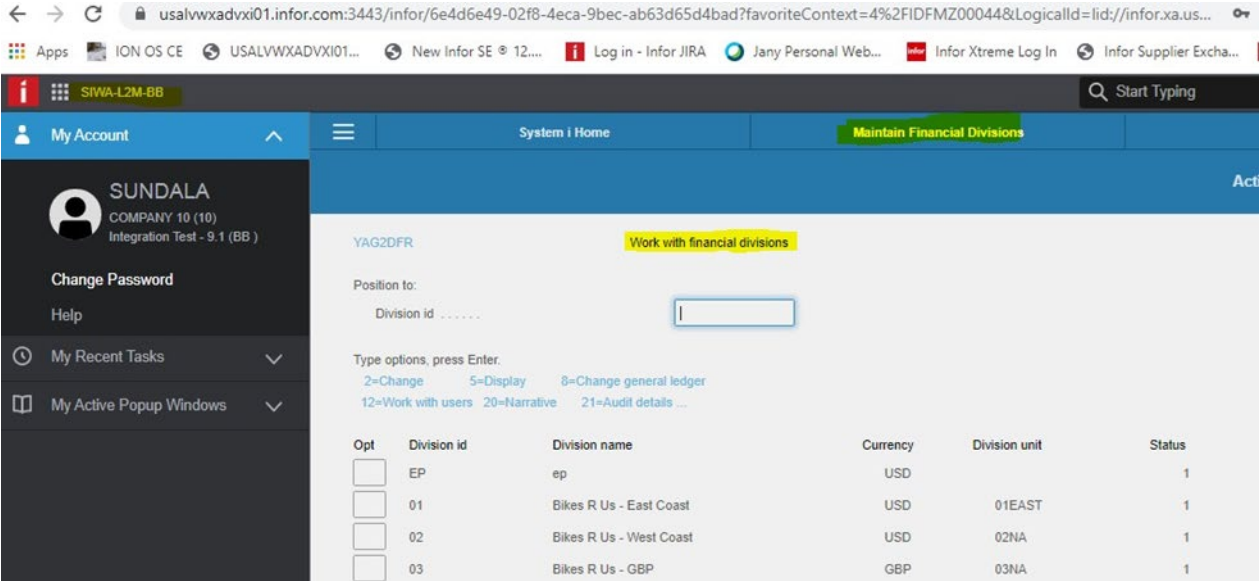 usalvwxadvxi01.infor.com:3443/infor/6e4d6e49-02f8-4eca-9bec-ab63d65d4bad?favoriteContext=4%2FIDFMZ00044&LogicalId=lid://infor.xa.us...
Apps ION OS CE USALVWXADVXI01... New Infor SE ® 12.... Log in - Infor JIRA Jany Personal Web... infor Infor Xtreme Log In Infor Supplier Excha...
SIWA-L2M-BB Start Typing
My Account System i Home Maintain Financial Divisions
Acti
SUNDALA
COMPANY 10 (10)
Integration Test - 9.1 (BB )
Change Password
Help
My Recent Tasks
My Active Popup Windows
YAG2DFR Work with financial divisions
Position to:
Division id . . . . . .
Type options, press Enter.
2=Change 5=Display 8=Change general ledger
12=Work with users 20=Narrative 21=Audit details ...
Opt Division id Division name Currency Division unit Status
EP ep USD 1
01 Bikes R Us - East Coast USD 01EAST 1
02 Bikes R Us - West Coast USD 02NA 1
03 Bikes R Us - GBP GBP 03NA 1